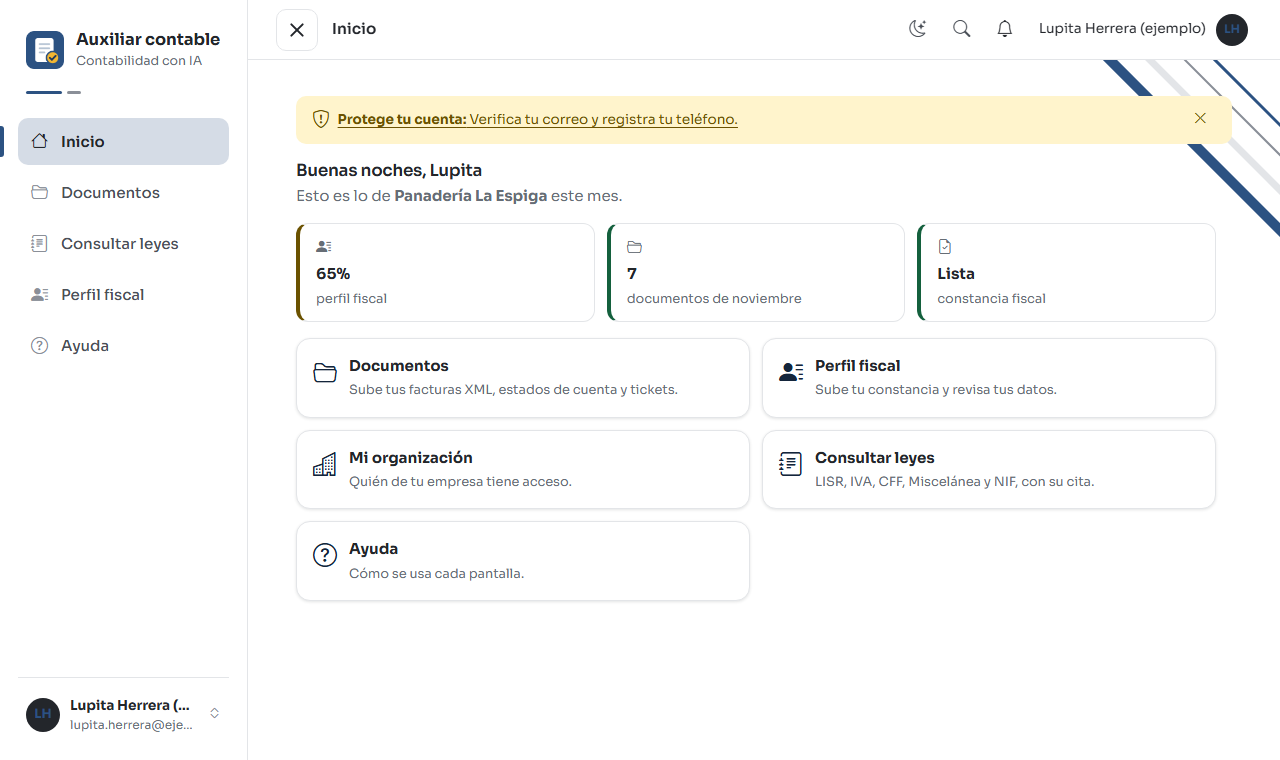 Auxiliar contable
Contabilidad con IA
Inicio
Documentos
Consultar leyes
Perfil fiscal
Ayuda
Lupita Herrera (...
lupita.herrera@eje...
LH
Inicio
Lupita Herrera (ejemplo)
LH
Protege tu cuenta: Verifica tu correo y registra tu teléfono.
Buenas noches, Lupita
Esto es lo de Panadería La Espiga este mes.
65%
perfil fiscal
7
documentos de noviembre
Lista
constancia fiscal
Documentos
Sube tus facturas XML, estados de cuenta y tickets.
Perfil fiscal
Sube tu constancia y revisa tus datos.
Mi organización
Quién de tu empresa tiene acceso.
Consultar leyes
LISR, IVA, CFF, Miscelánea y NIF, con su cita.
Ayuda
Cómo se usa cada pantalla.